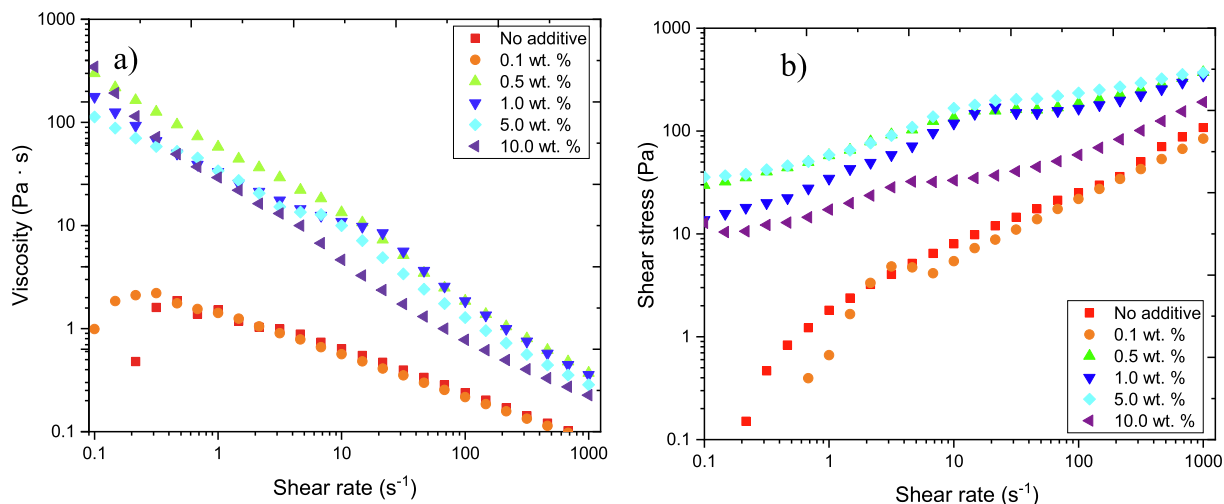 a)
Viscosity (Pa · s)
1000
100
10
1
0.1
0.1
1
10
100
1000
Shear rate (s⁻¹)
No additive
0.1 wt. %
0.5 wt. %
1.0 wt. %
5.0 wt. %
10.0 wt. %
b)
Shear stress (Pa)
1000
100
10
1
0.1
0.1
1
10
100
1000
Shear rate (s⁻¹)
No additive
0.1 wt. %
0.5 wt. %
1.0 wt. %
5.0 wt. %
10.0 wt. %